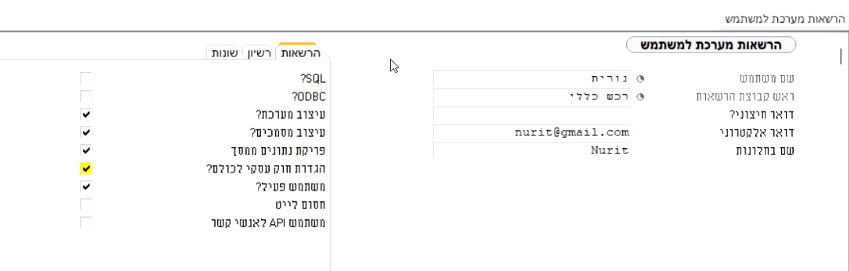 הרשאות מערכת למשתמש
הרשאות מערכת למשתמש
שם משתמש נורית
ראש קבוצת הרשאות רכש כללי
דואר חיצוני?
דואר אלקטרוני nurit@gmail.com
שם בחלונות Nurit
הרשאות רשיון שונות
SQL?
ODBC?
עיצוב מערכת?
עיצוב מסמכים?
פריקת נתונים ממסך
הגדרת חוק עסקי לכולם?
משתמש פעיל?
חסום לייט
משתמש API לאנשי קשר